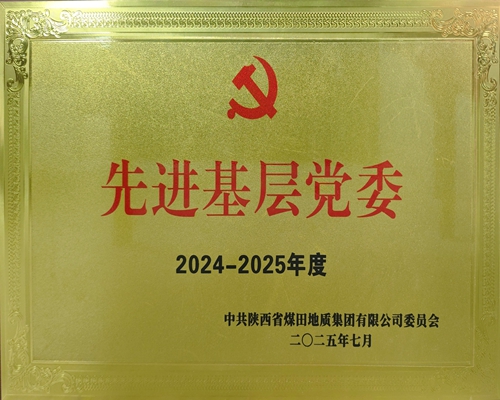 先进基层党委
2024-2025年度
中共陕西省煤田地质集团有限公司委员会
二〇二五年七月